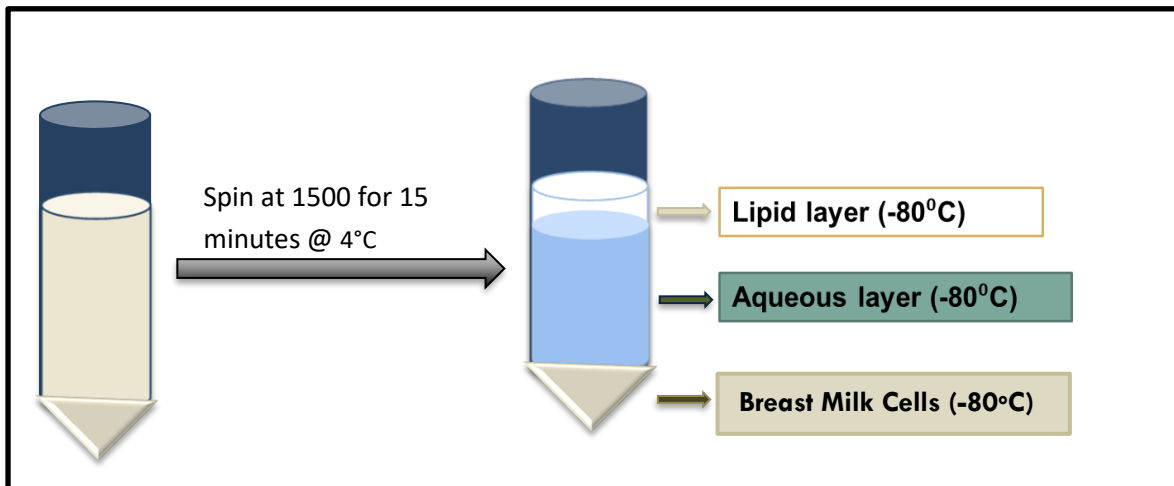 Spin at 1500 for 15
minutes @ 4°C
Lipid layer (-80⁰C)
Aqueous layer (-80⁰C)
Breast Milk Cells (-80°C)